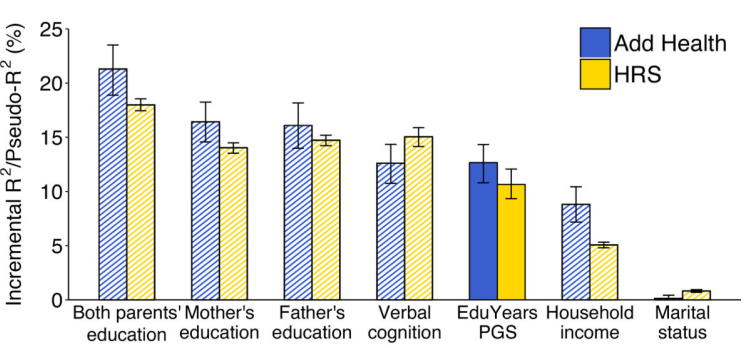 Incremental R²/Pseudo-R² (%)
25
20
15
10
5
0
Add Health
HRS
Both parents' education
Mother's education
Father's education
Verbal cognition
EduYears PGS
Household income
Marital status